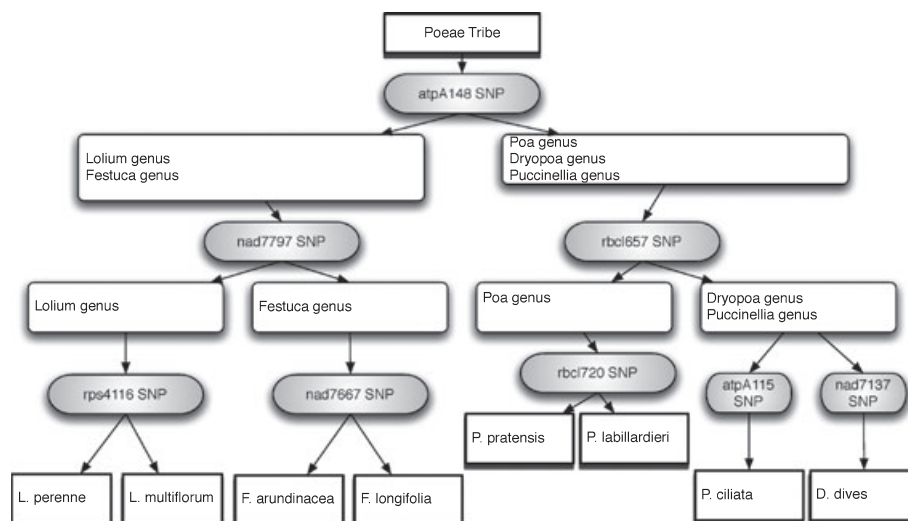 Poeae Tribe
atpA148 SNP
Lolium genus
Festuca genus
Poa genus
Dryopoa genus
Puccinellia genus
nad7797 SNP
rbcl657 SNP
Lolium genus
Festuca genus
Poa genus
Dryopoa genus
Puccinellia genus
rps4116 SNP
nad7667 SNP
rbcl720 SNP
atpA115
SNP
nad7137
SNP
P. pratensis
P. labillardieri
L. perenne
L. multiflorum
F. arundinacea
F. longifolia
P. ciliata
D. dives